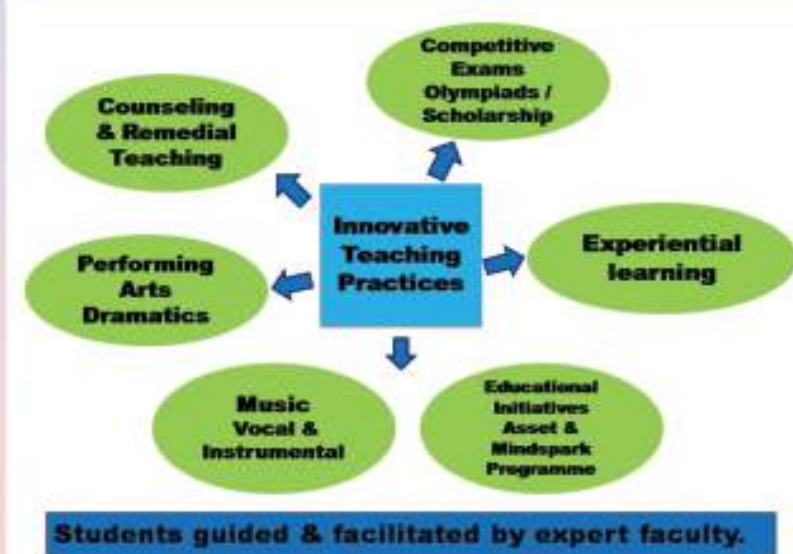 Competitive
Exams
Olympiads /
Scholarship
Counseling
& Remedial
Teaching
Innovative
Teaching
Practices
Experiential
learning
Performing
Arts
Dramatics
Music
Vocal &
Instrumental
Educational
Initiatives
Asset &
Mindspark
Programme
Students guided & facilitated by expert faculty.